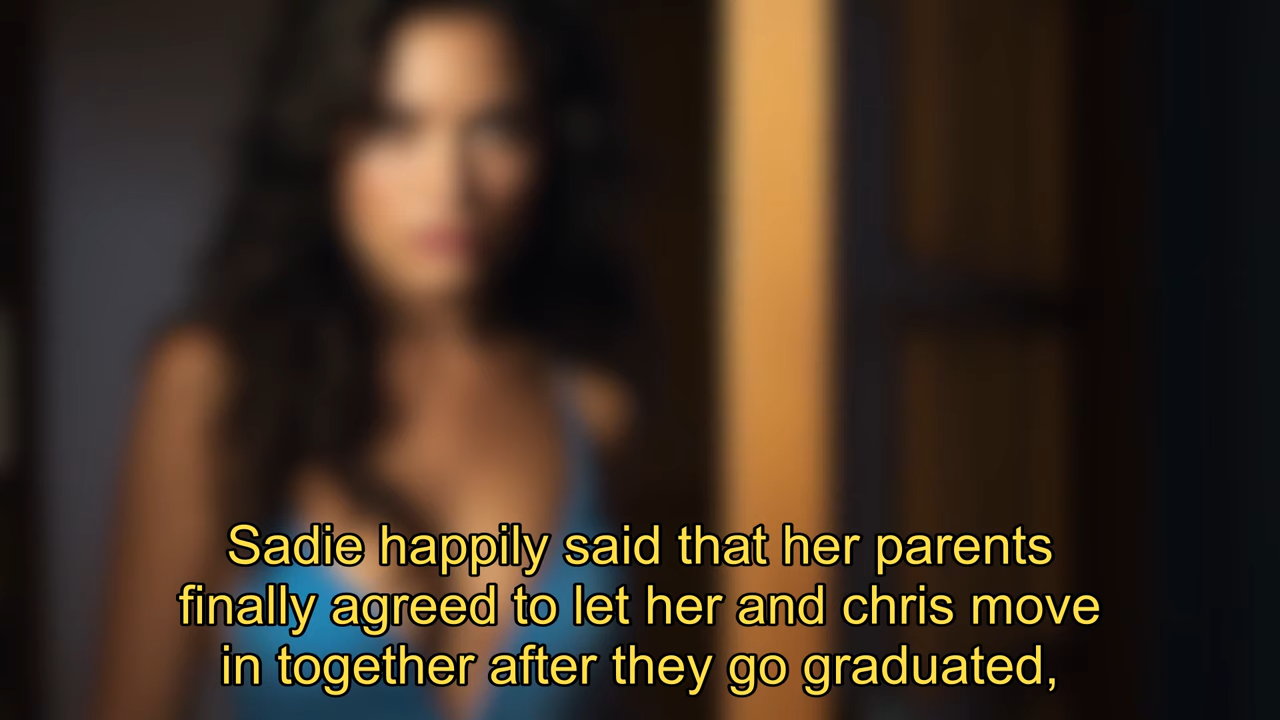 Sadie happily said that her parents
finally agreed to let her and chris move
in together after they go graduated,